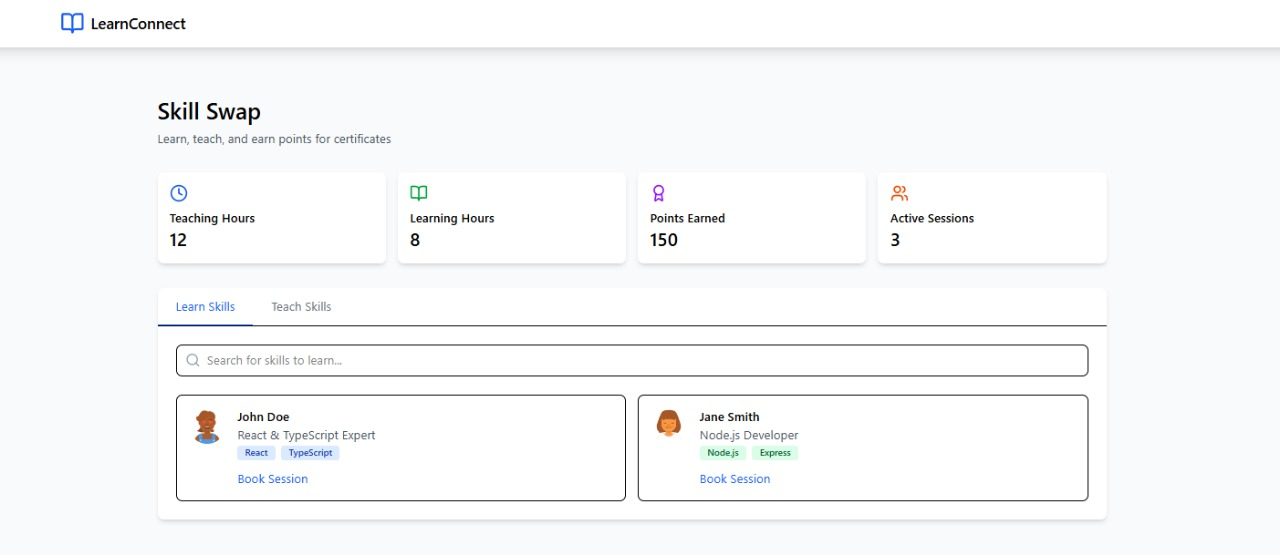 LearnConnect
Skill Swap
Learn, teach, and earn points for certificates
Teaching Hours
12
Learning Hours
8
Points Earned
150
Active Sessions
3
Learn Skills
Teach Skills
Search for skills to learn...
John Doe
React & TypeScript Expert
React TypeScript
Book Session
Jane Smith
Node.js Developer
Node.js Express
Book Session